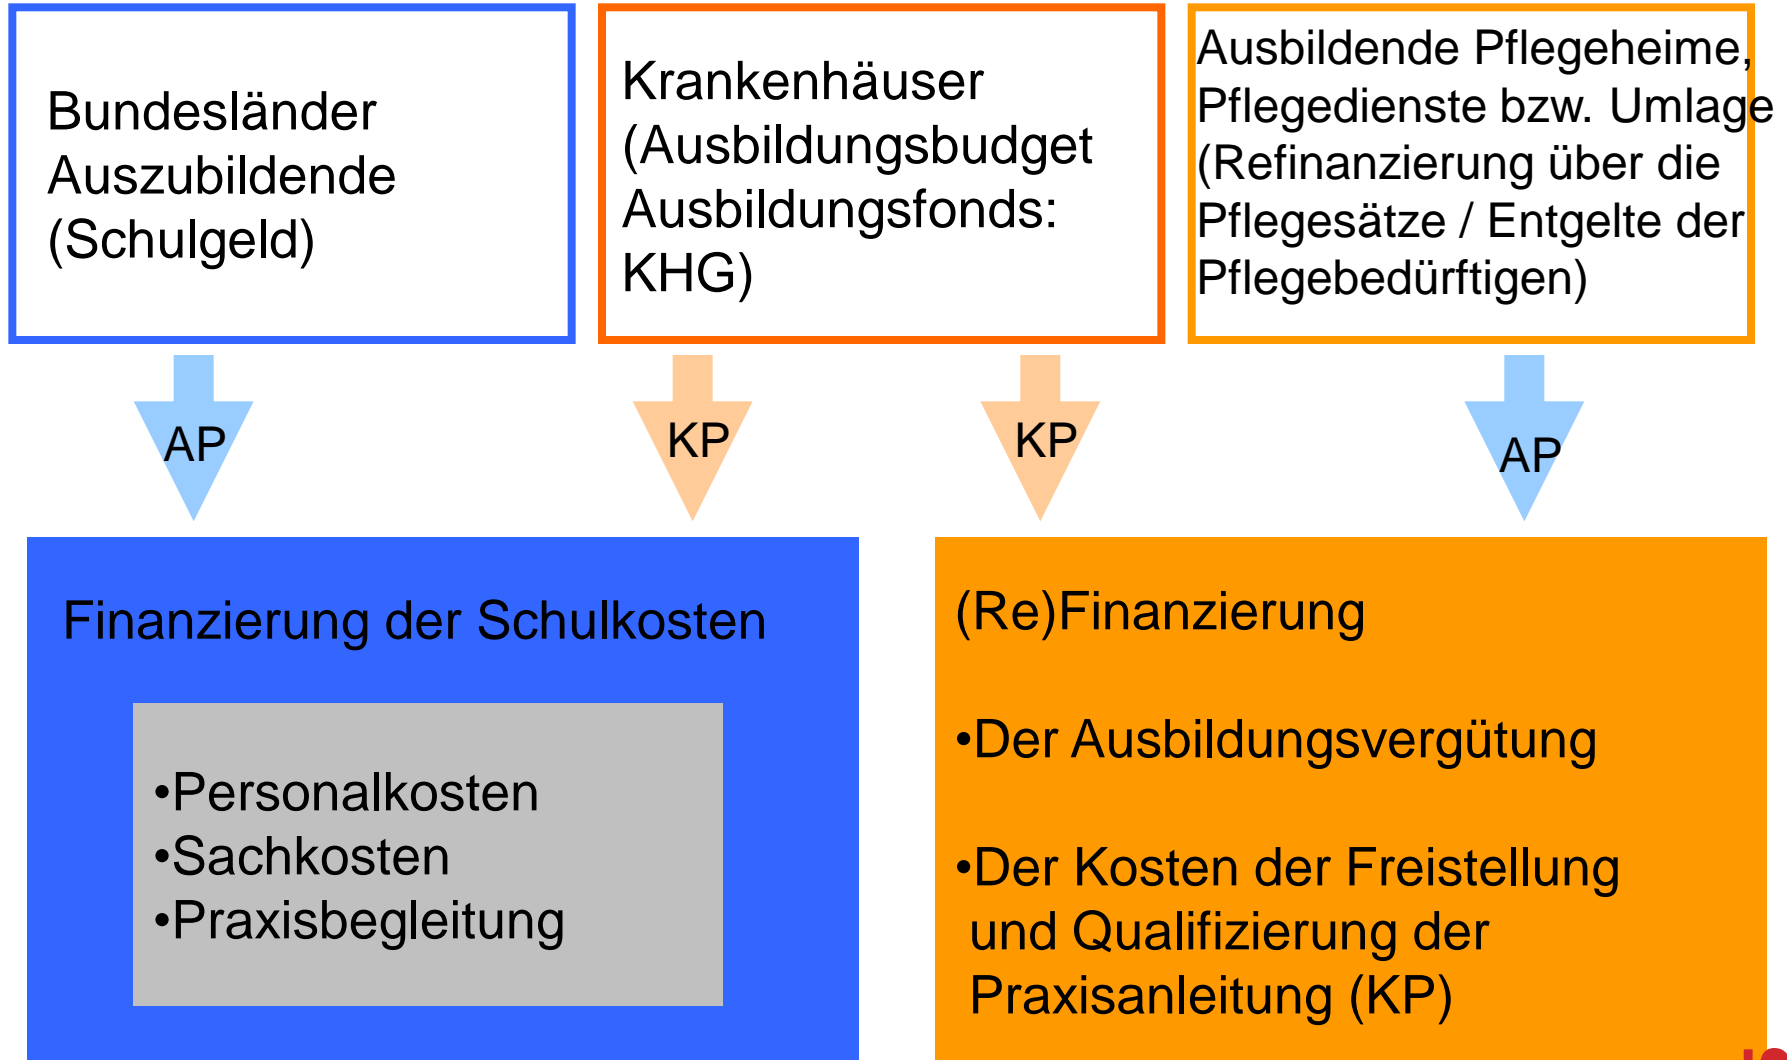 Bundesländer
Auszubildende
(Schulgeld)
Krankenhäuser
(Ausbildungsbudget
Ausbildungsfonds:
KHG)
Ausbildende Pflegeheime,
Pflegedienste bzw. Umlage
(Refinanzierung über die
Pflegesätze / Entgelte der
Pflegebedürftigen)
AP
KP
KP
AP
Finanzierung der Schulkosten
•Personalkosten
•Sachkosten
•Praxisbegleitung
(Re)Finanzierung
•Der Ausbildungsvergütung
•Der Kosten der Freistellung
und Qualifizierung der
Praxisanleitung (KP)